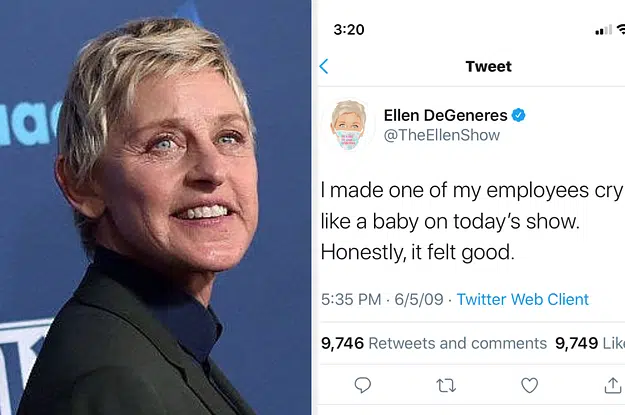 3:20
Tweet
Ellen DeGeneres
@TheEllenShow
I made one of my employees cry
like a baby on today's show.
Honestly, it felt good.
5:35 PM · 6/5/09 · Twitter Web Client
9,746 Retweets and comments 9,749 Like